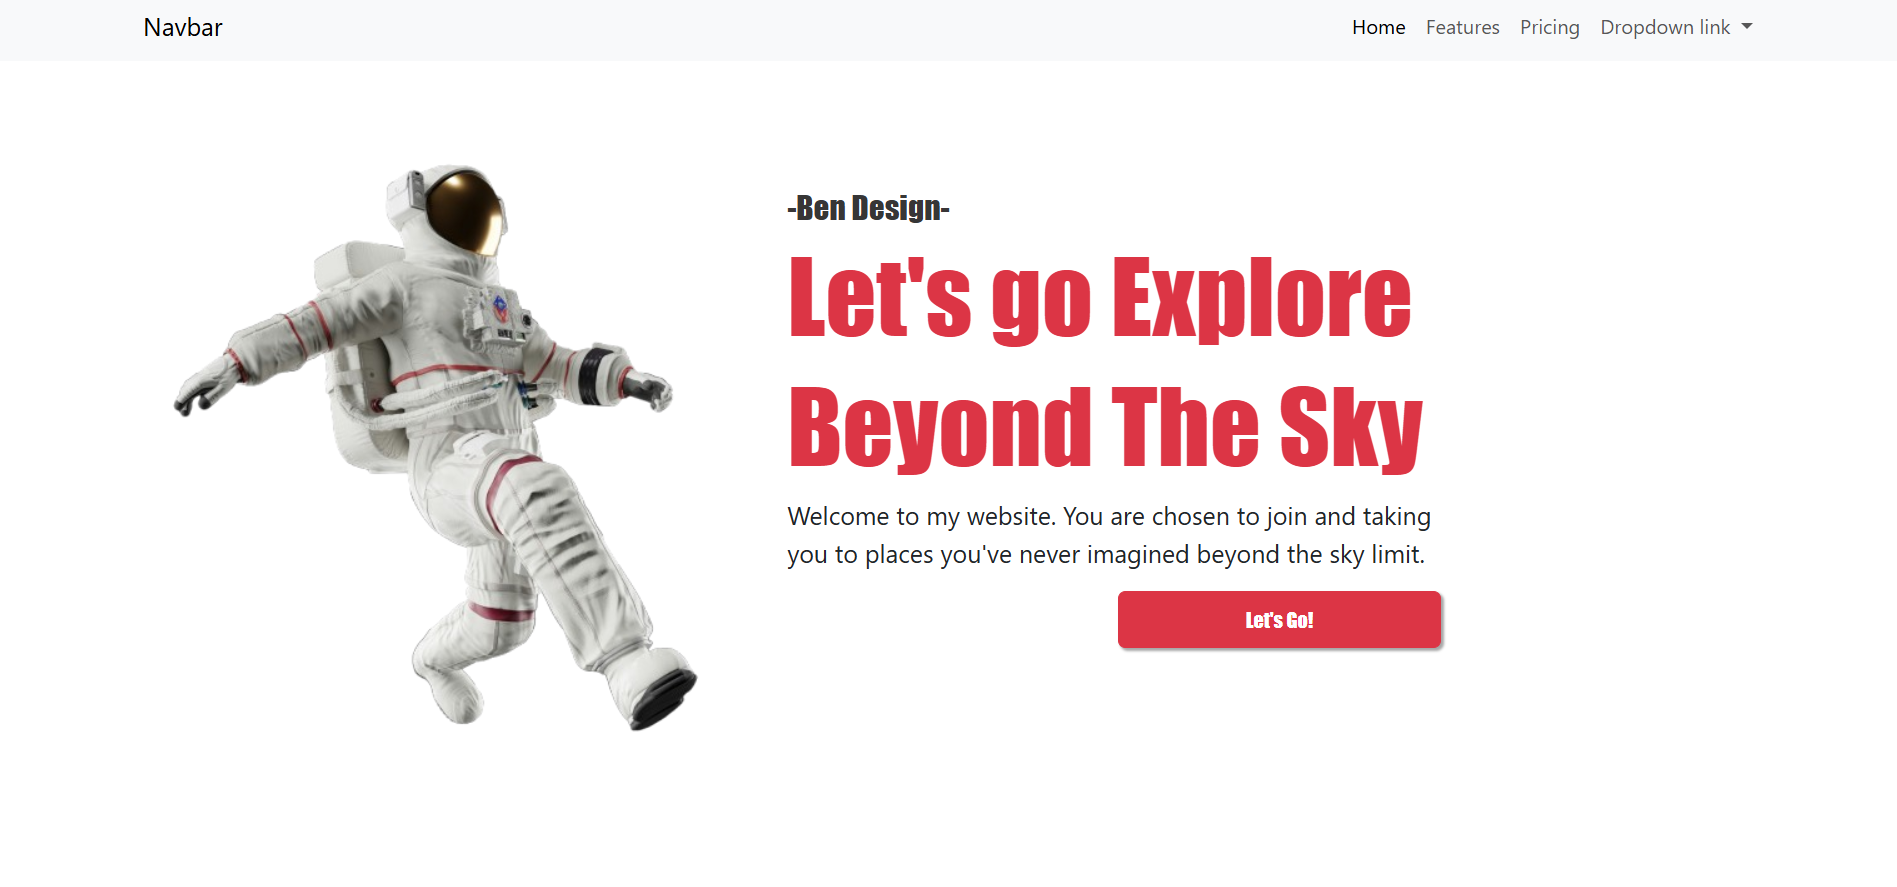 Navbar
Home Features Pricing Dropdown link
-Ben Design-
Let's go Explore
Beyond The Sky
Welcome to my website. You are chosen to join and taking
you to places you've never imagined beyond the sky limit.
Let's Go!